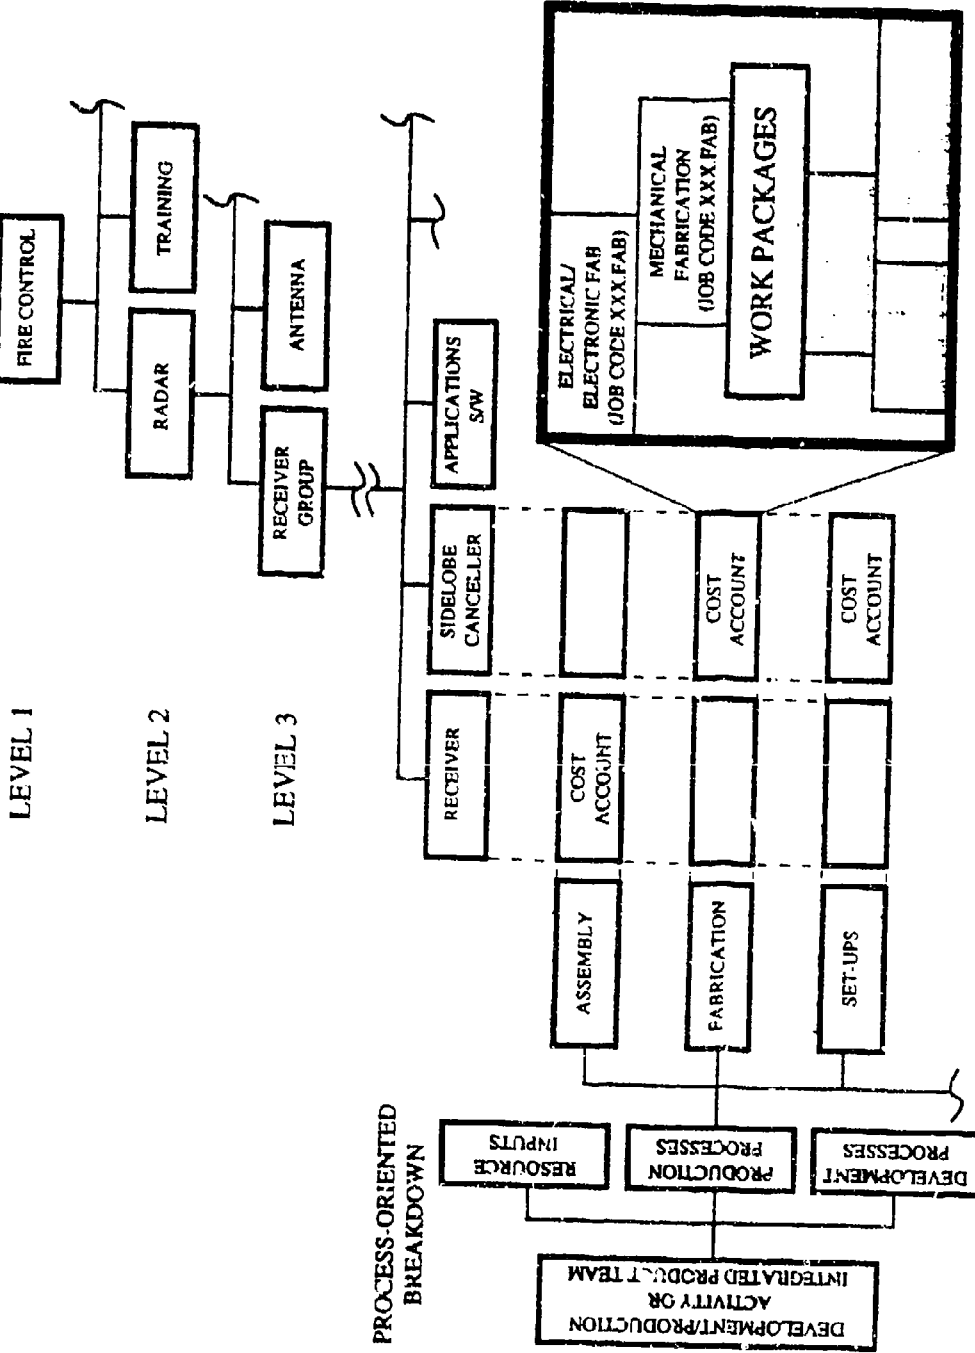 LEVEL 1
FIRE CONTROL
LEVEL 2
RADAR
TRAINING
LEVEL 3
RECEIVER
GROUP
ANTENNA
RECEIVER
SIDELOBE
CANCELLER
APPLICATIONS
S/W
PROCESS-ORIENTED
BREAKDOWN
DEVELOPMENT/PRODUCTION
ACTIVITY OR
INTEGRATED PRODUCT TEAM
RESOURCE
INPUTS
PRODUCTION
PROCESSES
DEVELOPMENT
PROCESSES
ASSEMBLY
COST
ACCOUNT
FABRICATION
COST
ACCOUNT
SET-UPS
COST
ACCOUNT
ELECTRICAL/
ELECTRONIC FAB
(JOB CODE XXX.FAB)
MECHANICAL
FABRICATION
(JOB CODE XXX.FAB)
WORK PACKAGES